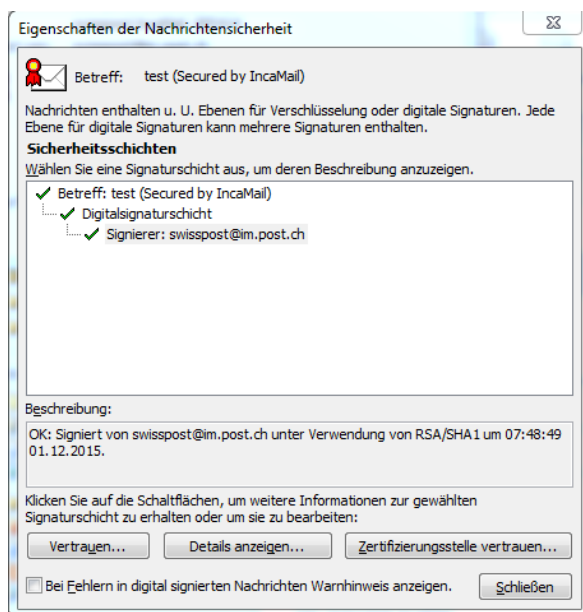 Eigenschaften der Nachrichtensicherheit
Betreff: test (Secured by IncaMail)
Nachrichten enthalten u. U. Ebenen für Verschlüsselung oder digitale Signaturen. Jede
Ebene für digitale Signaturen kann mehrere Signaturen enthalten.
Sicherheitsschichten
Wählen Sie eine Signaturschicht aus, um deren Beschreibung anzuzeigen.
Betreff: test (Secured by IncaMail)
Digitalsignaturschicht
Signierer: swisspost@im.post.ch
Beschreibung:
OK: Signiert von swisspost@im.post.ch unter Verwendung von RSA/SHA1 um 07:48:49
01.12.2015.
Klicken Sie auf die Schaltflächen, um weitere Informationen zur gewählten
Signaturschicht zu erhalten oder um sie zu bearbeiten:
Vertrauen... Details anzeigen... Zertifizierungsstelle vertrauen...
Bei Fehlern in digital signierten Nachrichten Warnhinweis anzeigen. Schließen